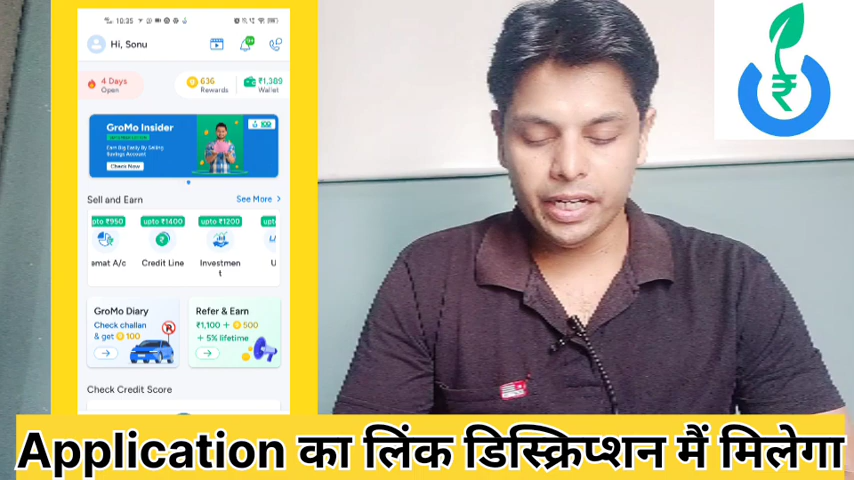 10:35
Hi, Sonu
9+
4 Days
Open
636
Rewards
₹1,389
Wallet
GroMo Insider
Earn Big Easily By Selling
Savings Account
Check Now
Sell and Earn
See More >
upto ₹950
upto ₹1400
upto ₹1200
upto
emat A/c
Credit Line
Investmen
t
GroMo Diary
Check challan
& get 100
Refer & Earn
₹1,100 + 500
+ 5% lifetime
Check Credit Score
₹
Application का लिंक डिस्क्रिप्शन मैं मिलेगा